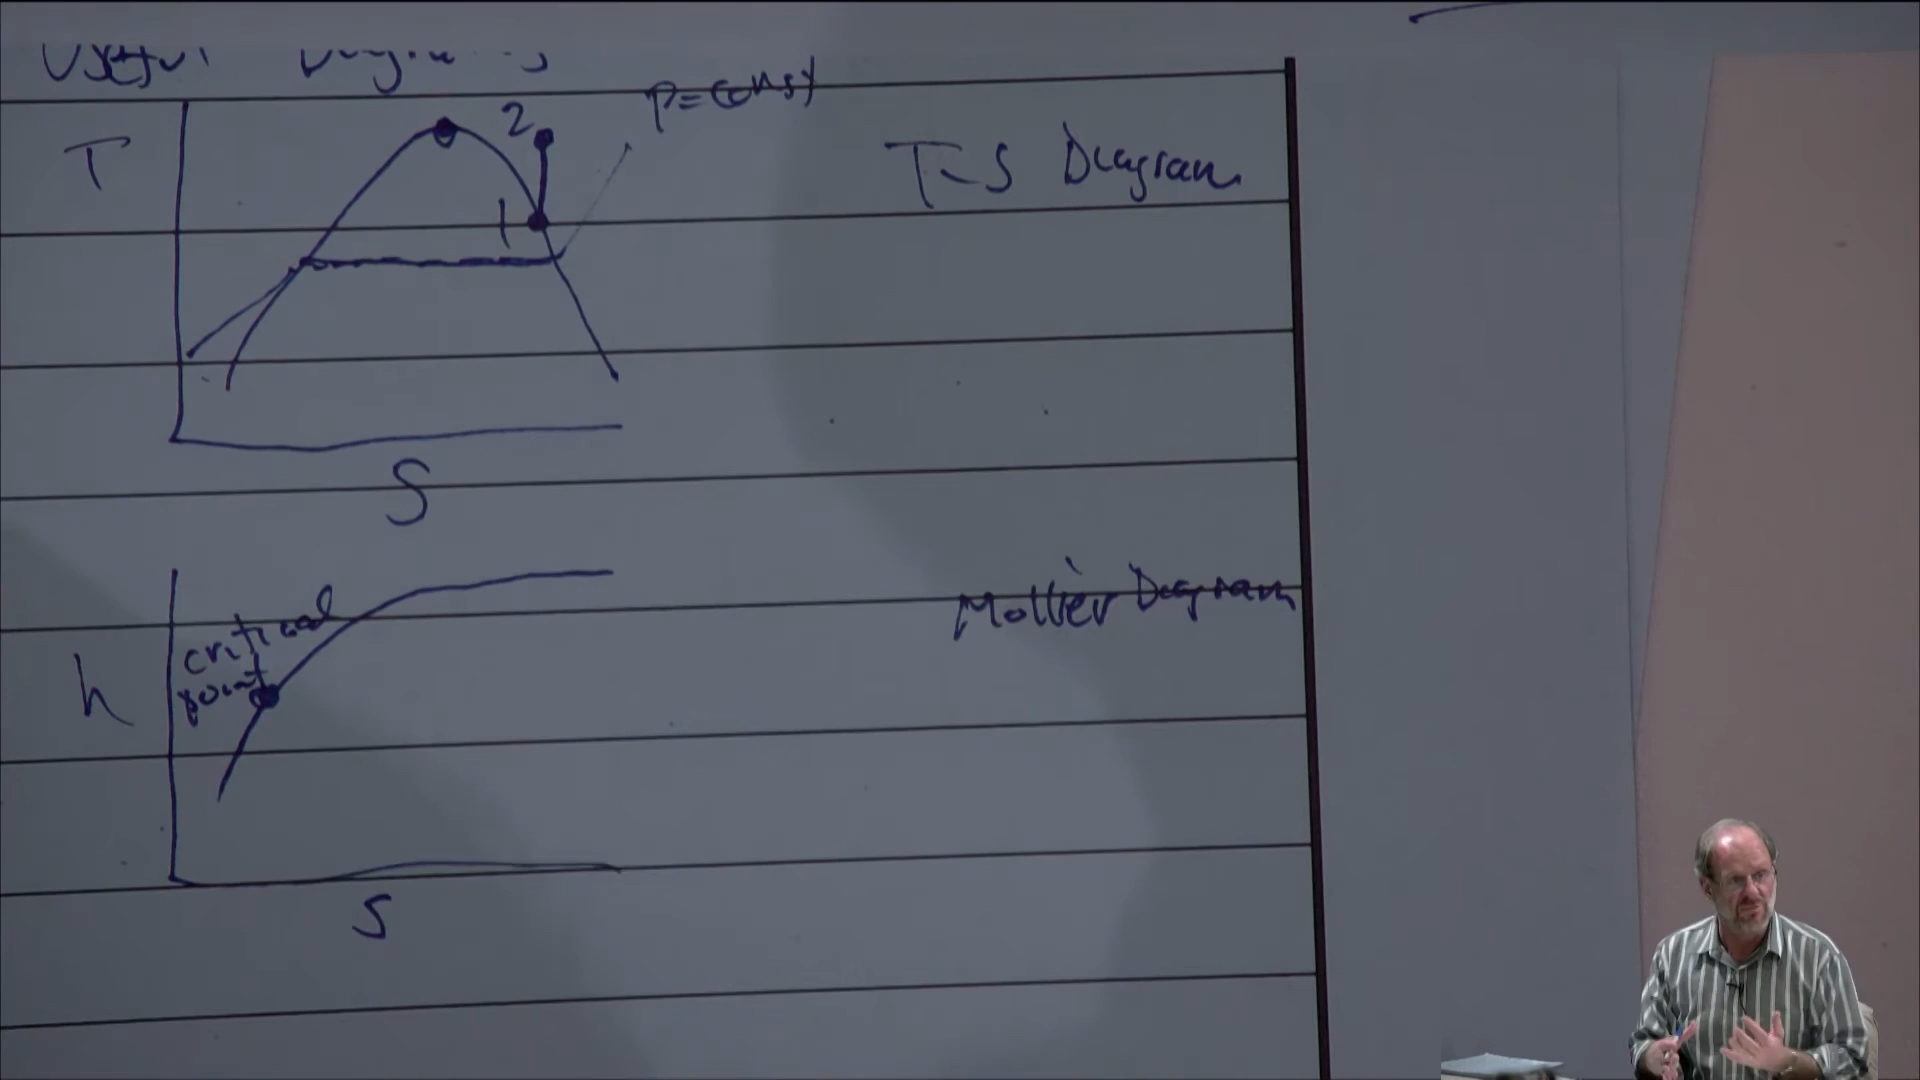 Useful Diagrams
P=const
T
2
T-S Diagram
1
S
critical
point
Mollier Diagram
h
S